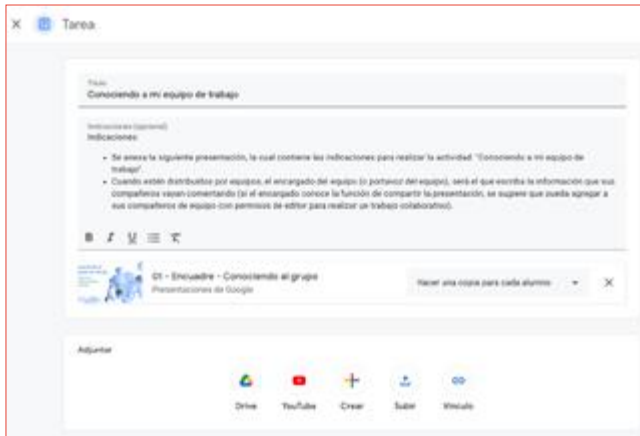 Tarea
Título
Conociendo a mi equipo de trabajo
Indicaciones (opcional)
Indicaciones:
Se anexa la siguiente presentación, la cual contiene las indicaciones para realizar la actividad: "Conociendo a mi equipo de
trabajo"
Cuando estén distribuidos por equipos, el encargado del equipo (o portavoz del equipo), será el que escriba la información que sus
compañeros vayan comentando (si el encargado conoce la función de compartir la presentación, se sugiere que pueda agregar a
sus compañeros de equipo con permisos de editor para realizar un trabajo colaborativo).
B I U
01 - Encuadre - Conociendo al grupo
Hacer una copia para cada alumno
Presentaciones de Google
Adjuntar
Drive YouTube Crear Subir Vínculo